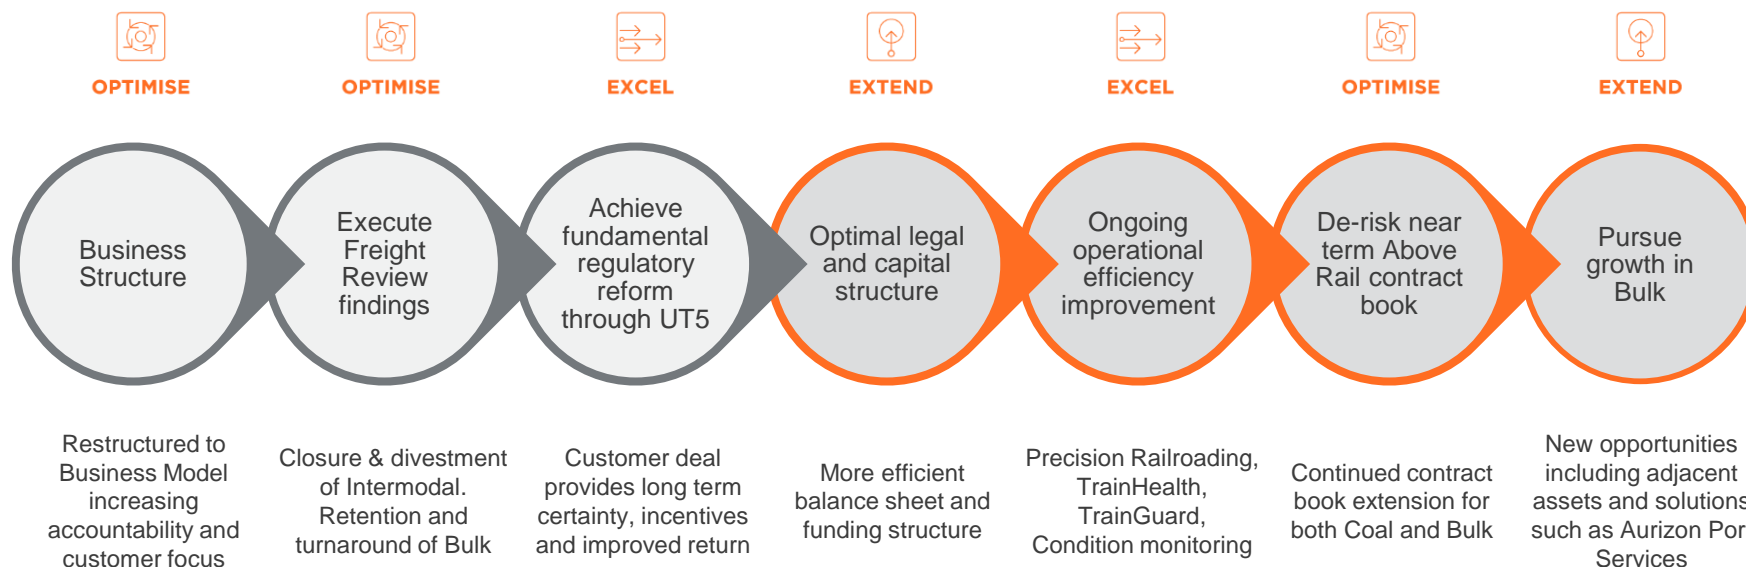 OPTIMISE
OPTIMISE
EXCEL
EXTEND
EXCEL
OPTIMISE
EXTEND
Business
Structure
Execute
Freight
Review
findings
Achieve
fundamental
regulatory
reform
through UT5
Optimal legal
and capital
structure
Ongoing
operational
efficiency
improvement
De-risk near
term Above
Rail contract
book
Pursue
growth in
Bulk
Restructured to
Business Model
increasing
accountability and
customer focus
Closure & divestment
of Intermodal.
Retention and
turnaround of Bulk
Customer deal
provides long term
certainty, incentives
and improved return
More efficient
balance sheet and
funding structure
Precision Railroading,
TrainHealth,
TrainGuard,
Condition monitoring
Continued contract
book extension for
both Coal and Bulk
New opportunities
including adjacent
assets and solutions
such as Aurizon Por
Services